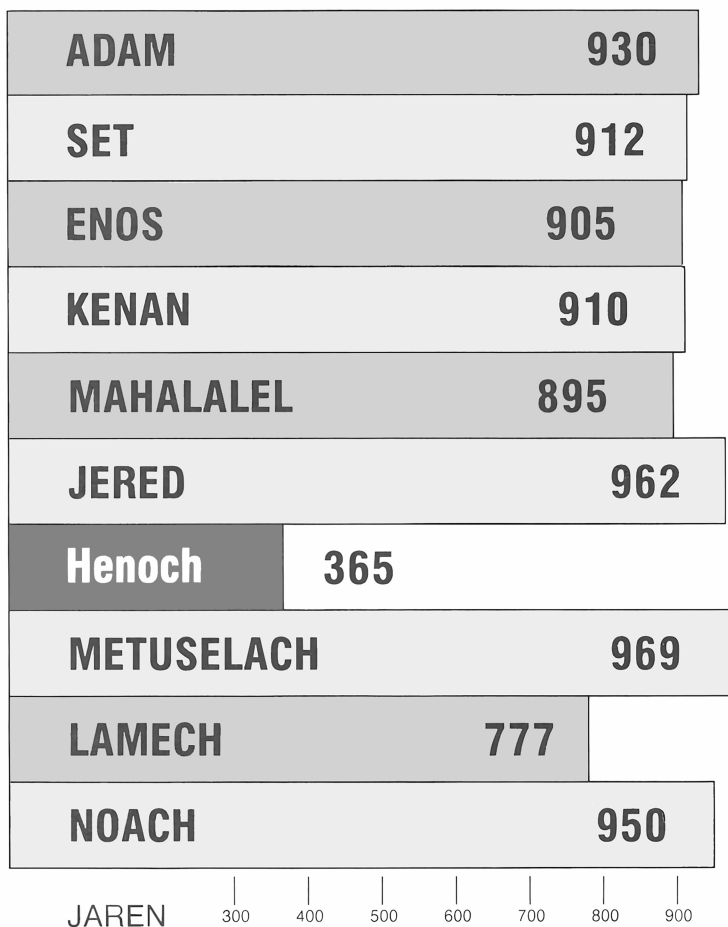 ADAM 930
SET 912
ENOS 905
KENAN 910
MAHALALEL 895
JERED 962
Henoch 365
METUSELACH 969
LAMECH 777
NOACH 950
JAREN 300 400 500 600 700 800 900